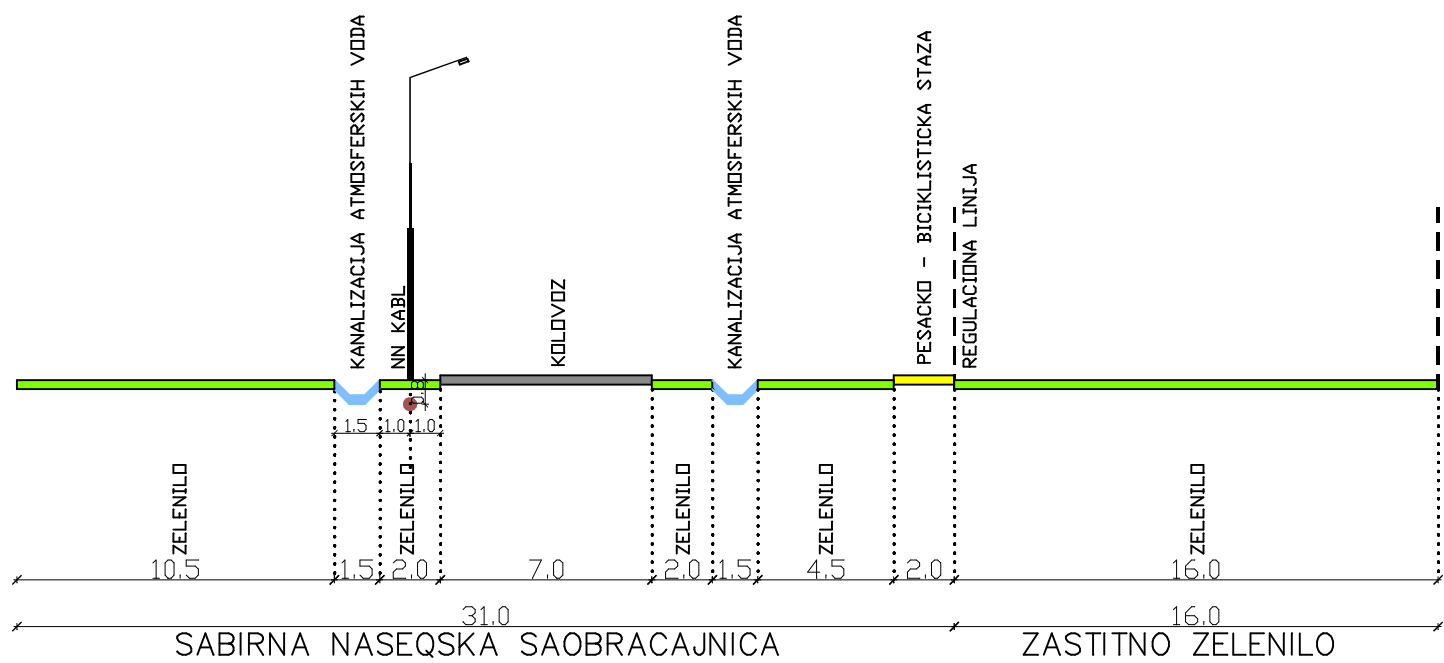 KANALIZACIJA ATMOSFERSKIH VODA
NN KABL
KOLOVOZ
KANALIZACIJA ATMOSFERSKIH VODA
PESACKO - BICIKLISTICKA STAZA
REGULACIONA LINIJA
0.8
1.5 1.0 1.0
ZELENILO
ZELENILO
ZELENILO
ZELENILO
ZELENILO
10.5 1.5 2.0 7.0 2.0 1.5 4.5 2.0 16.0
31.0 16.0
SABIRNA NASEQSKA SAOBRACAJNICA ZASTITNO ZELENILO